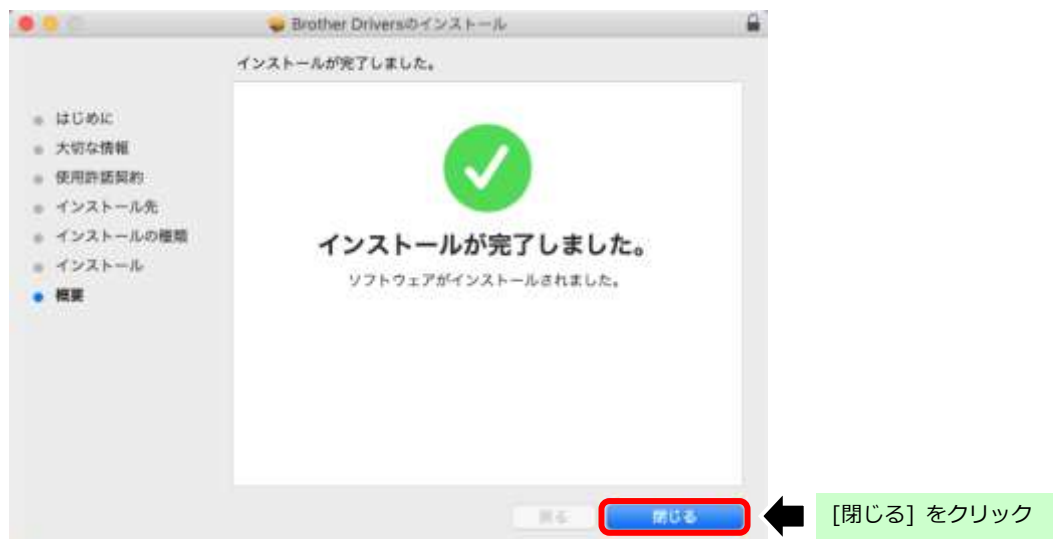 Brother Driversのインストール
インストールが完了しました。
はじめに
大切な情報
使用許諾契約
インストール先
インストールの種類
インストール
概要
インストールが完了しました。
ソフトウェアがインストールされました。
戻る
閉じる
[閉じる] をクリック